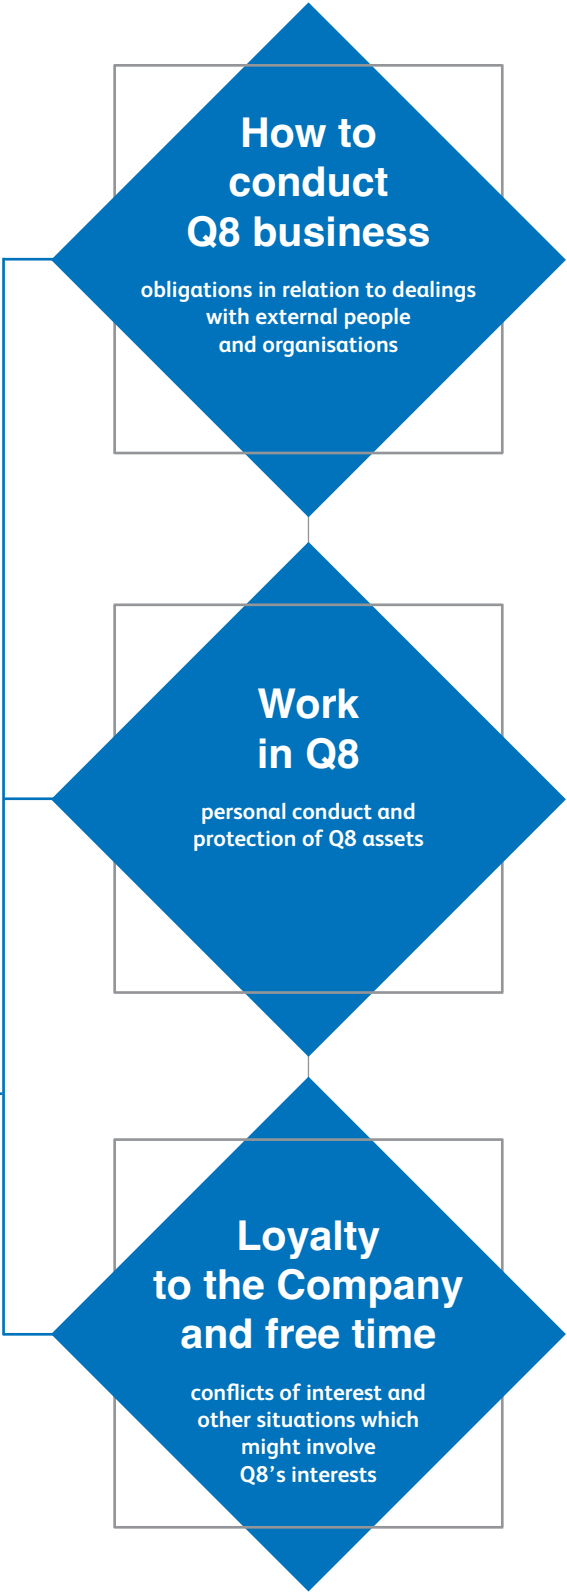 How to
conduct
Q8 business
obligations in relation to dealings
with external people
and organisations
Work
in Q8
personal conduct and
protection of Q8 assets
Loyalty
to the Company
and free time
conflicts of interest and
other situations which
might involve
Q8's interests